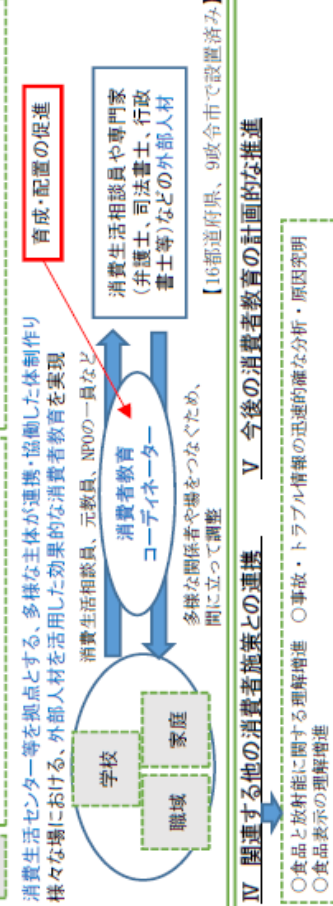 消費生活センター等を拠点とする、多様な主体が連携・協働した体制作り
様々な場における、外部人材を活用した効果的な消費者教育を実現
育成・配置の促進
消費生活相談員、元教員、NPOの一員など
学校
職域
家庭
消費者教育
コーディネーター
多様な関係者や場をつなぐため、
間に立って調整
消費生活相談員や専門家
(弁護士、司法書士、行政
書士等)などの外部人材
【16都道府県、9政令市で設置済み】
Ⅳ 関連する他の消費者施策との連携
Ⅴ 今後の消費者教育の計画的な推進
○食品と放射能に関する理解増進 ○事故・トラブル情報の迅速的確な分析・原因究明
○食品表示の理解増進